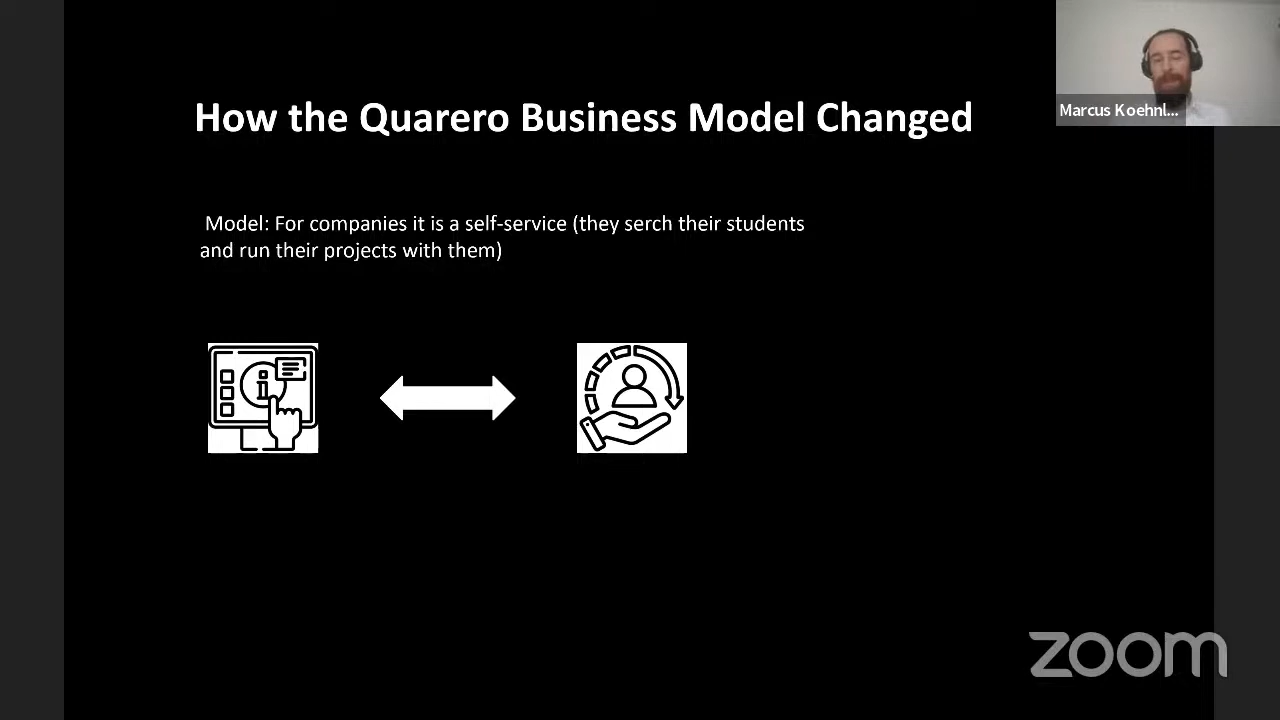 How the Quarero Business Model Changed
Marcus Koehnl...
Model: For companies it is a self-service (they serch their students
and run their projects with them)
i
zoom